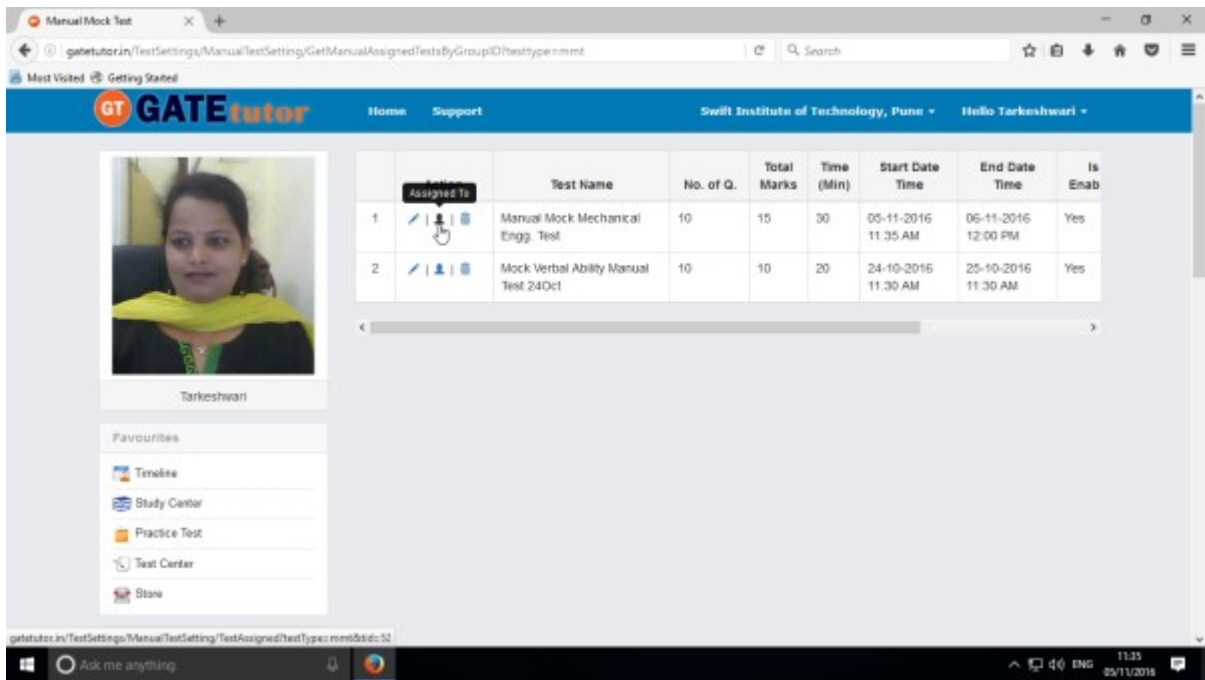 Manual Mock Test
gatetutor.in/TestSettings/ManualTestSetting/GetManualAssignedTestsByGroupID?testtype=mmt
Search
Most Visited Getting Started
GT GATEtutor Home Support Swift Institute of Technology, Pune Hello Tarkeshwari
Action Test Name No. of Q. Total Marks Time (Min) Start Date Time End Date Time Is Enab
Assigned To
1 Manual Mock Mechanical Engg. Test 10 15 30 05-11-2016 11:35 AM 06-11-2016 12:00 PM Yes
2 Mock Verbal Ability Manual Test 24Oct 10 10 20 24-10-2016 11:30 AM 25-10-2016 11:30 AM Yes
Tarkeshwari
Favourites
Timeline
Study Center
Practice Test
Test Center
Store
gatetutor.in/TestSettings/ManualTestSetting/TestAssigned?testType=mmt&tid=52
Ask me anything
ENG 11:35
05/11/2016